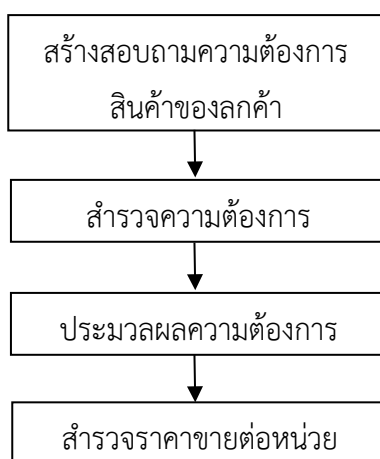 สร้างสอบถามความต้องการ
สินค้าของลกค้า
สำรวจความต้องการ
ประมวลผลความต้องการ
สำรวจราคาขายต่อหน่วย